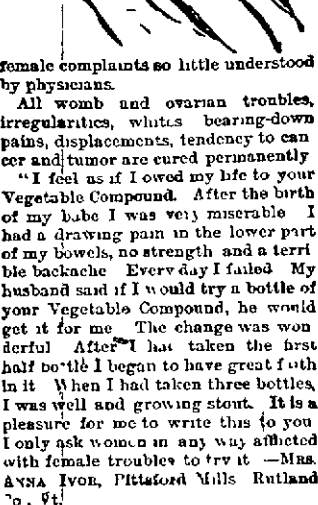 female complaints so little understood
by physicians.
All womb and ovarian troubles,
irregularities, whites bearing-down
pains, displacements, tendency to can
cer and tumor are cured permanently
"I feel as if I owed my life to your
Vegetable Compound. After the birth
of my babe I was very miserable I
had a drawing pain in the lower part
of my bowels, no strength and a terri
ble backache Every day I failed My
husband said if I would try a bottle of
your Vegetable Compound, he would
get it for me The change was won
derful After I had taken the first
half bottle I began to have great faith
in it When I had taken three bottles,
I was well and growing stout. It is a
pleasure for me to write this to you
I only ask women in any way afflicted
with female troubles to try it —MRS.
ANNA IVOR, Pittsford Mills Rutland
Co., Vt.